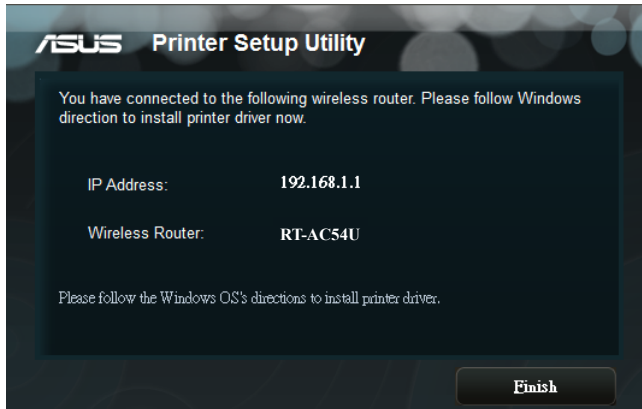 ASUS Printer Setup Utility
You have connected to the following wireless router. Please follow Windows
direction to install printer driver now.
IP Address: 192.168.1.1
Wireless Router: RT-AC54U
Please follow the Windows OS's directions to install printer driver.
Finish